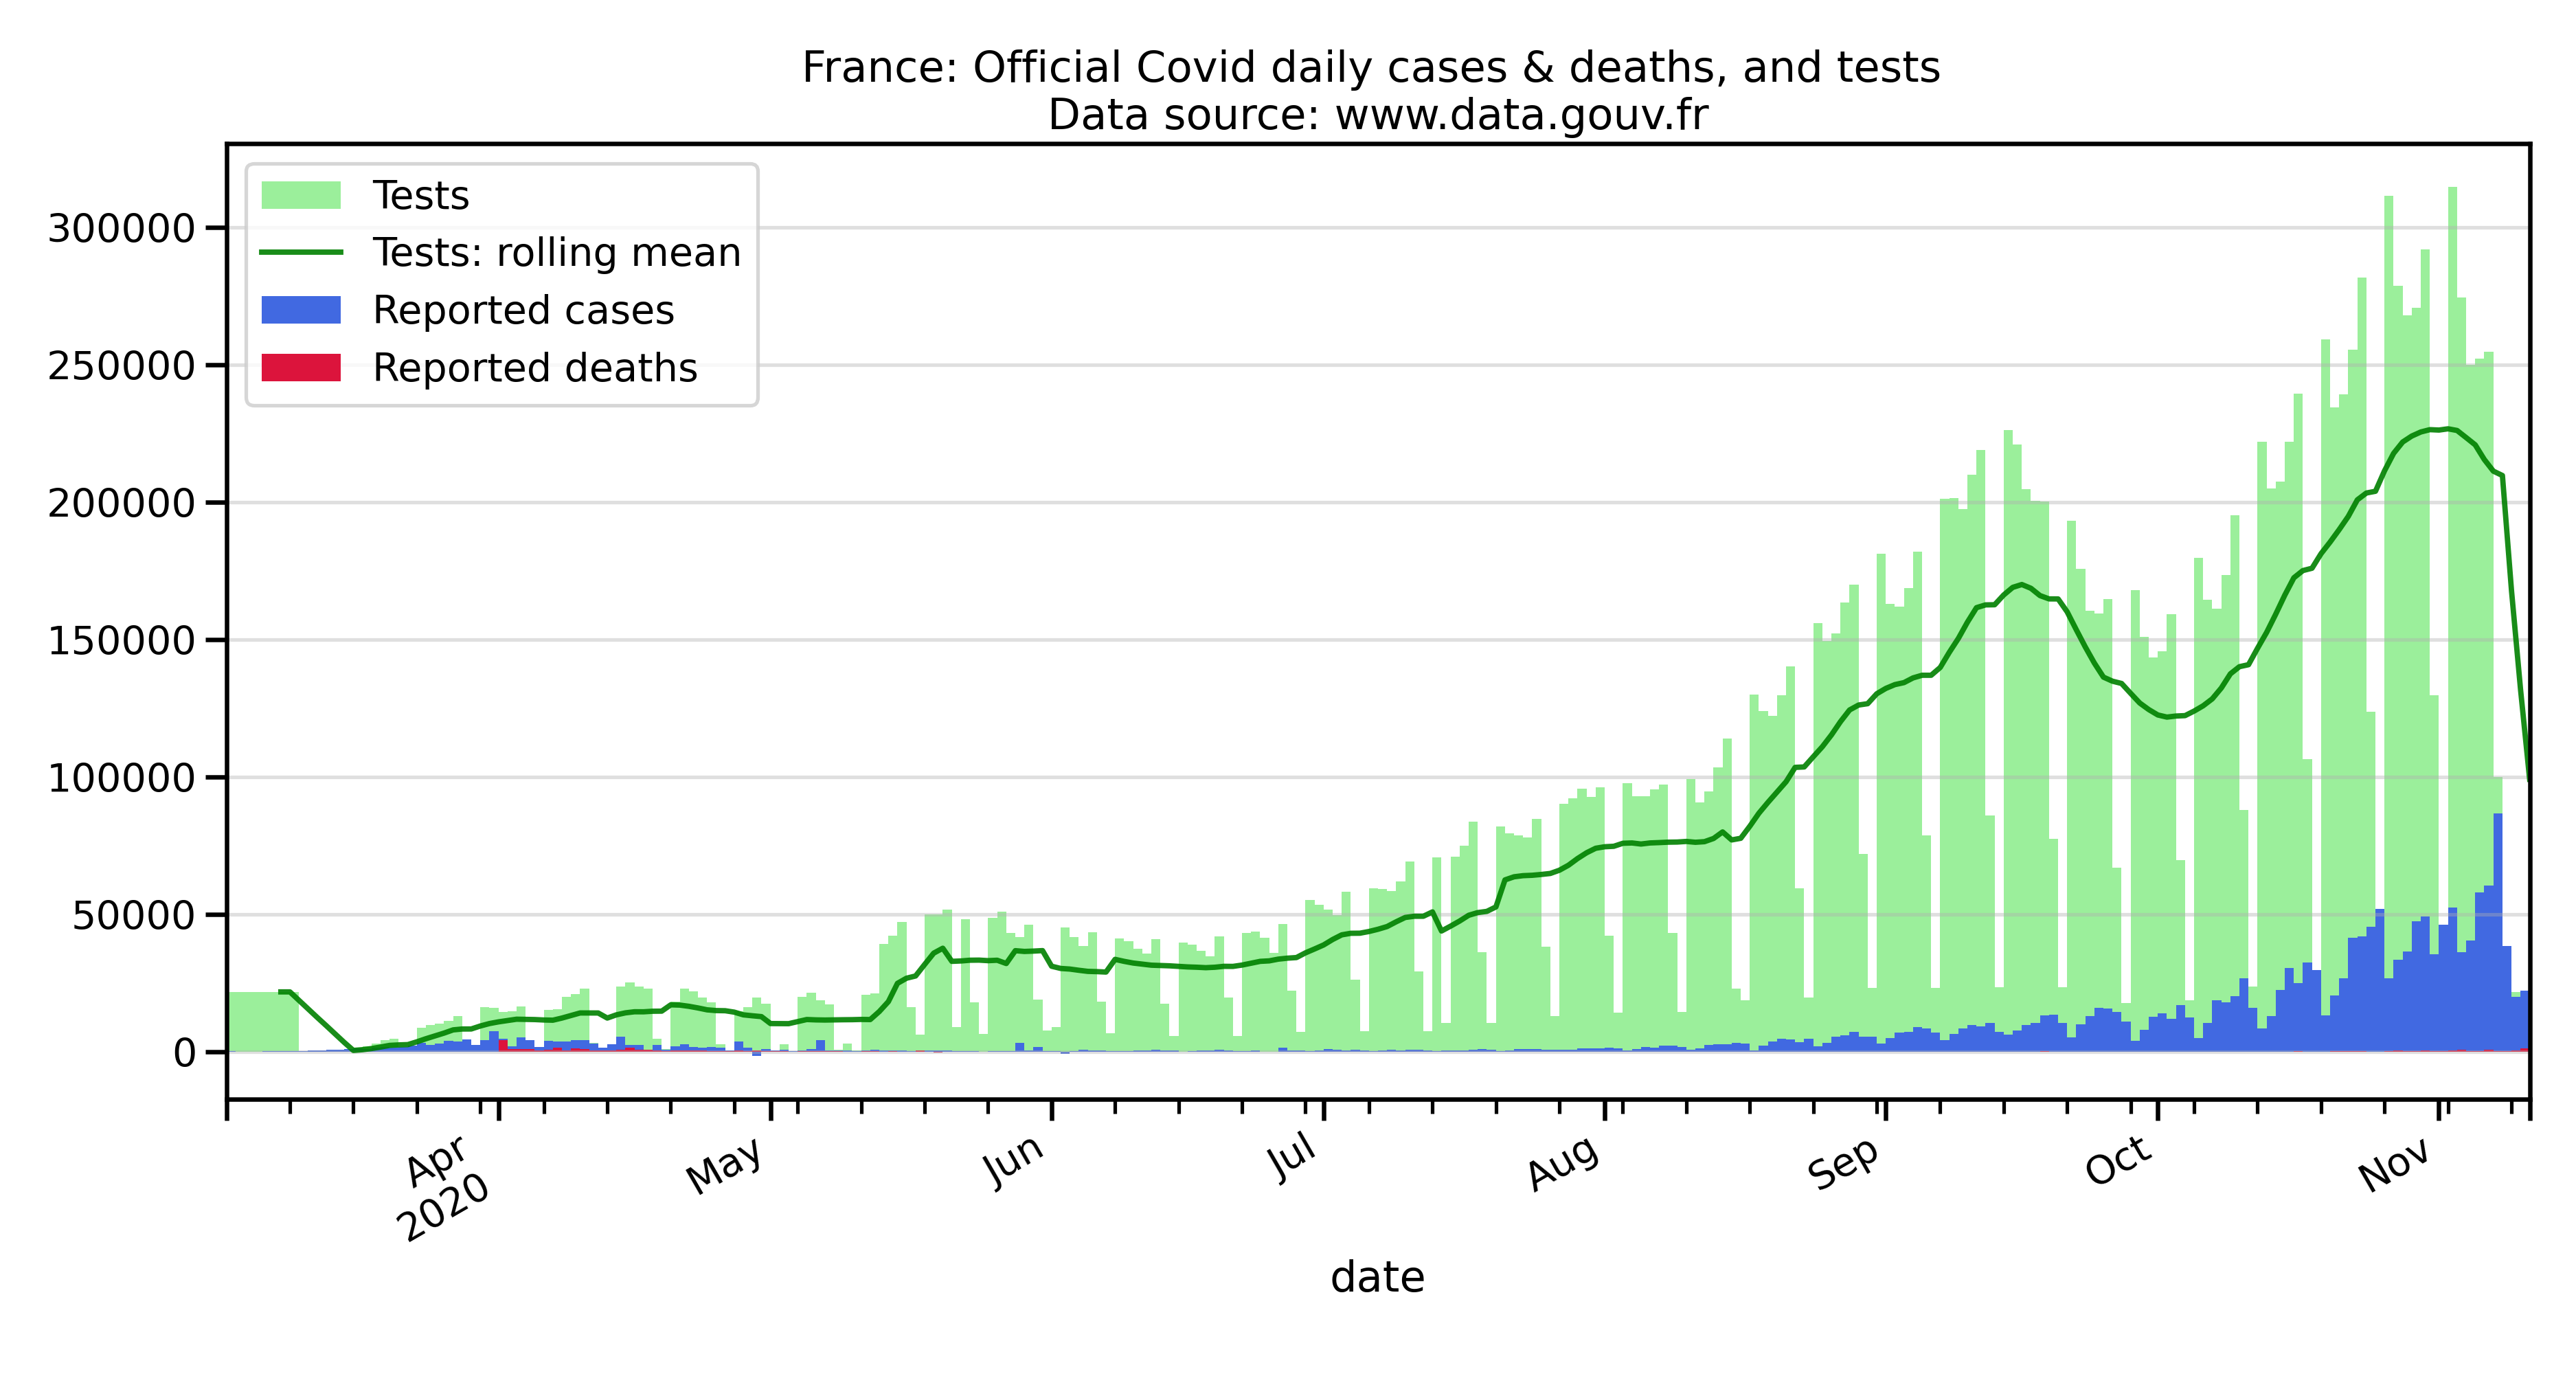 France: Official Covid daily cases & deaths, and tests
Data source: www.data.gouv.fr
Tests
Tests: rolling mean
Reported cases
Reported deaths
300000
250000
200000
150000
100000
50000
0
Apr
2020
May
Jun
Jul
Aug
Sep
Oct
Nov
date